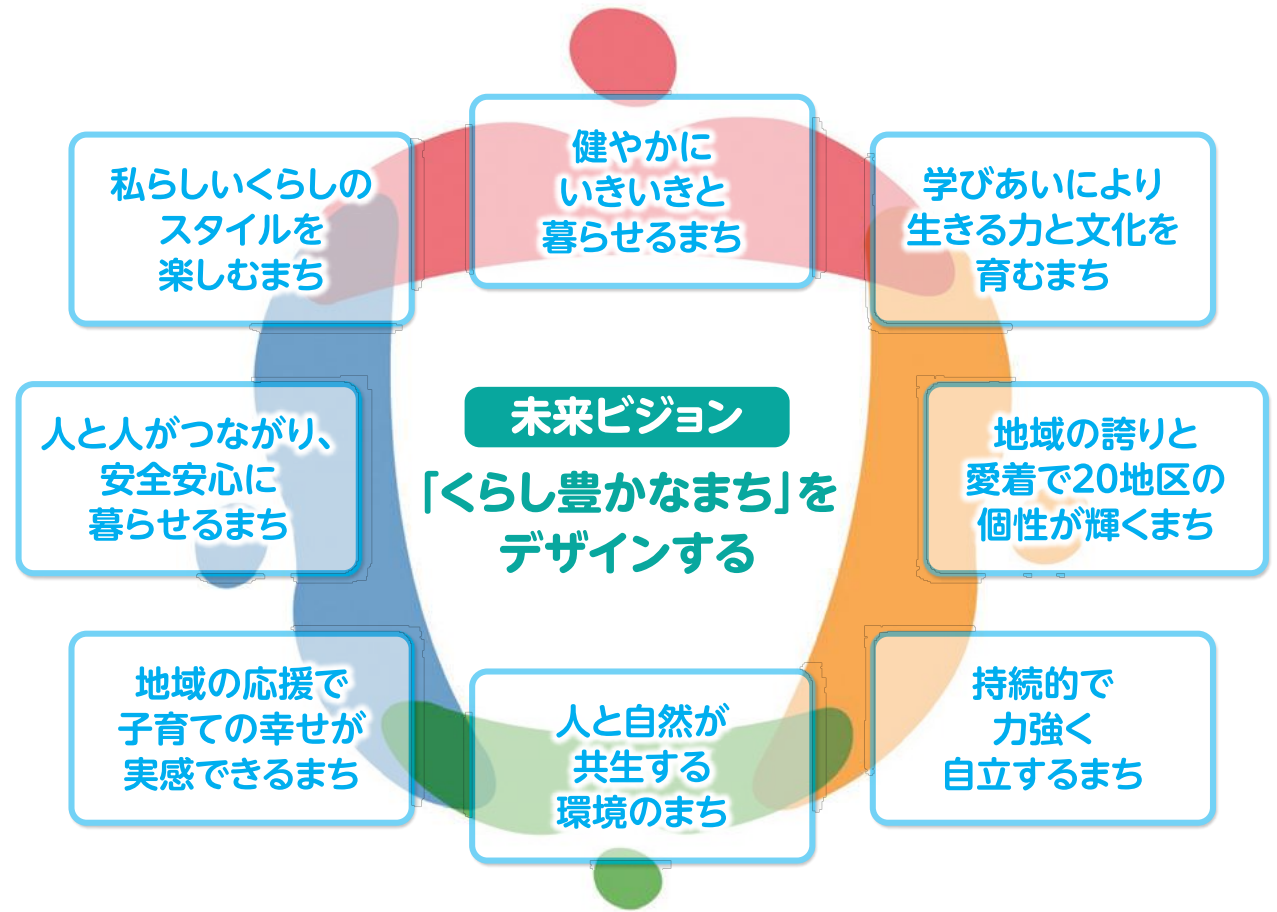 健やかに
いきいきと
暮らせるまち
私らしいくらしの
スタイルを
楽しむまち
学びあいにより
生きる力と文化を
育むまち
人と人がつながり、
安全安心に
暮らせるまち
未来ビジョン
「くらし豊かなまち」を
デザインする
地域の誇りと
愛着で20地区の
個性が輝くまち
地域の応援で
子育ての幸せが
実感できるまち
人と自然が
共生する
環境のまち
持続的で
力強く
自立するまち